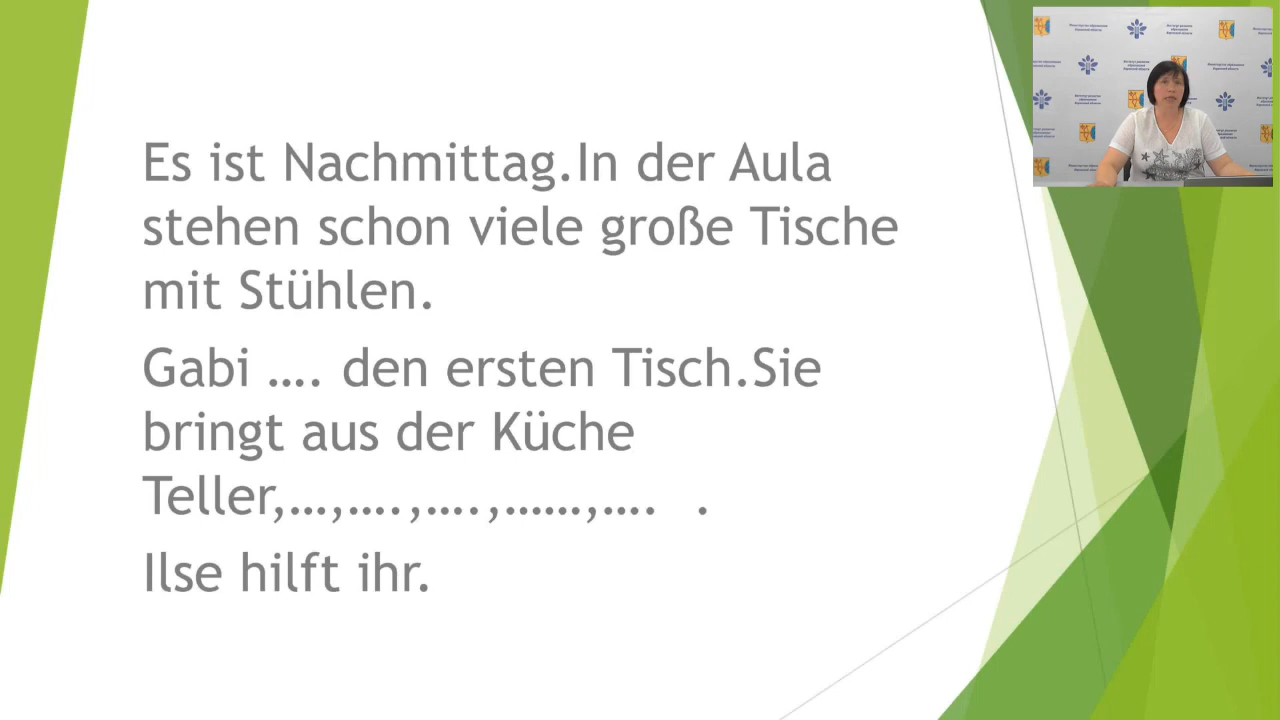 Es ist Nachmittag.In der Aula
stehen schon viele große Tische
mit Stühlen.
Gabi .... den ersten Tisch.Sie
bringt aus der Küche
Teller,…,….,….,……,…. .
Ilse hilft ihr.